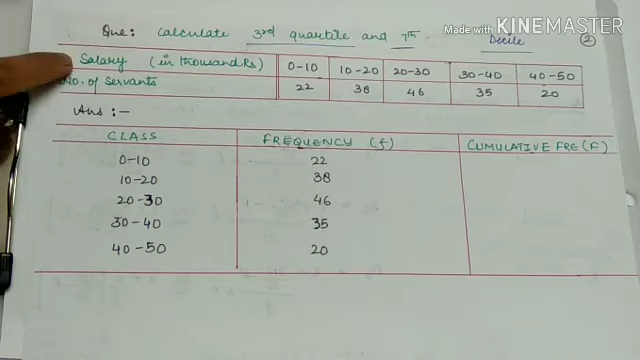 Made with KINEMASTER
Que: Calculate 3rd quartile and 7th Decile ②
Salary (in thousand Rs) 0-10 10-20 20-30 30-40 40-50
No. of Servants 22 38 46 35 20
Ans :-
CLASS FREQUENCY (f) CUMULATIVE FRE (F)
0-10 22
10-20 38
20-30 46
30-40 35
40-50 20